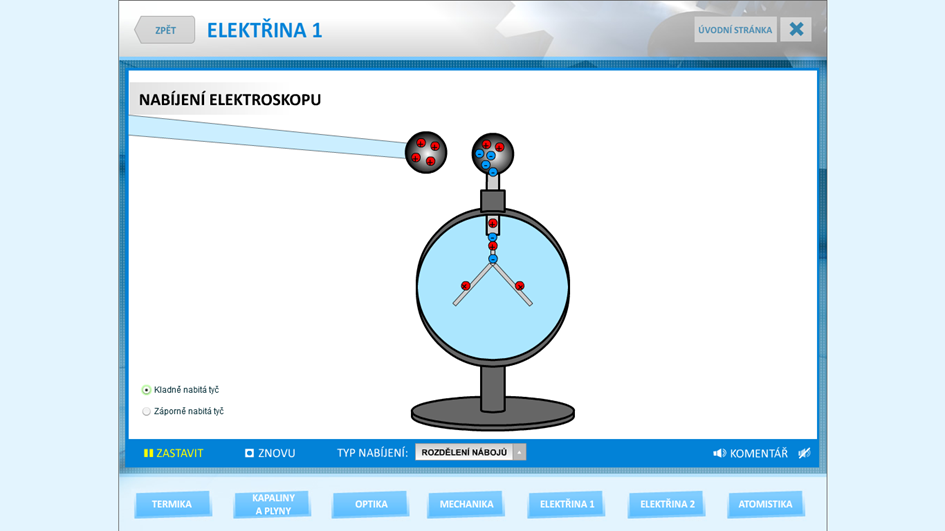 ZPĚT
ELEKTŘINA 1
ÚVODNÍ STRÁNKA
NABÍJENÍ ELEKTROSKOPU
Kladně nabitá tyč
Záporně nabitá tyč
ZASTAVIT
ZNOVU
TYP NABÍJENÍ:
ROZDĚLENÍ NÁBOJŮ
KOMENTÁŘ
TERMIKA
KAPALINY
A PLYNY
OPTIKA
MECHANIKA
ELEKTŘINA 1
ELEKTŘINA 2
ATOMISTIKA